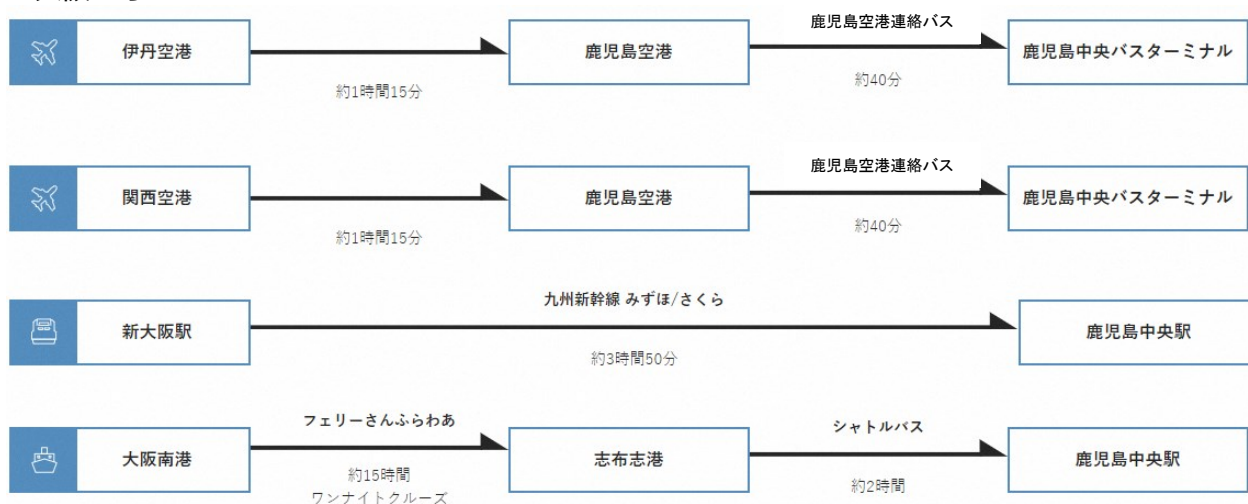 鹿児島空港連絡バス
伊丹空港
鹿児島空港
鹿児島中央バスターミナル
約1時間15分
約40分
鹿児島空港連絡バス
関西空港
鹿児島空港
鹿児島中央バスターミナル
約1時間15分
約40分
九州新幹線 みずほ/さくら
新大阪駅
鹿児島中央駅
約3時間50分
フェリーさんふらわあ
シャトルバス
大阪南港
志布志港
鹿児島中央駅
約15時間
ワンナイトクルーズ
約2時間